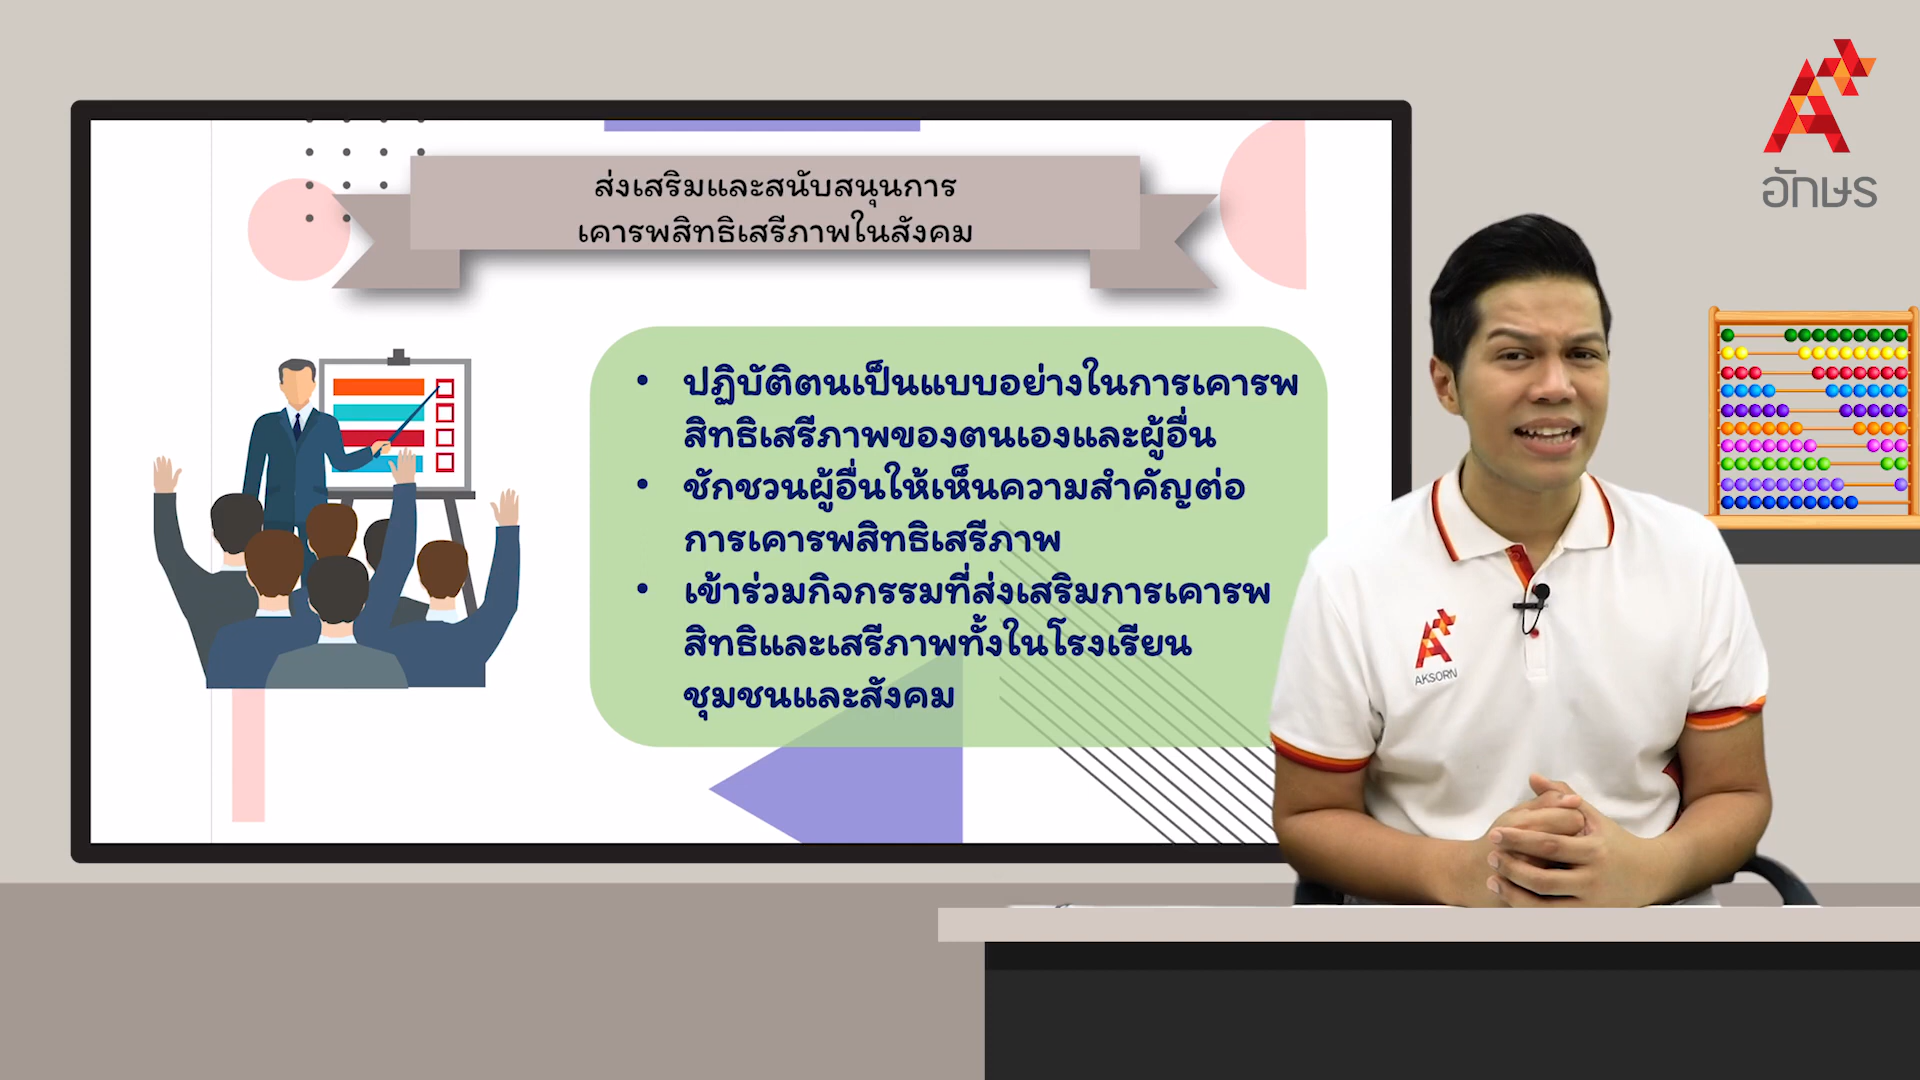 ส่งเสริมและสนับสนุนการ
เคารพสิทธิเสรีภาพในสังคม
• ปฏิบัติตนเป็นแบบอย่างในการเคารพ
สิทธิเสรีภาพของตนเองและผู้อื่น
• ชักชวนผู้อื่นให้เห็นความสำคัญต่อ
การเคารพสิทธิเสรีภาพ
• เข้าร่วมกิจกรรมที่ส่งเสริมการเคารพ
สิทธิและเสรีภาพทั้งในโรงเรียน
ชุมชนและสังคม
อักษร
AKSORN